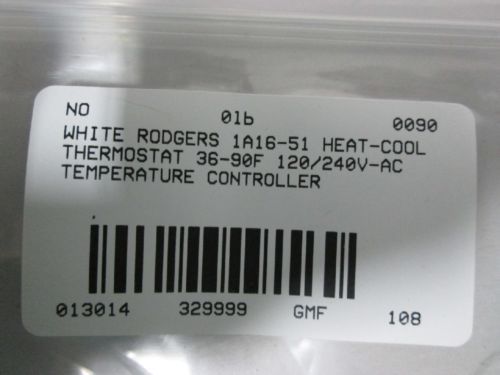 NO 01b 0090
WHITE RODGERS 1A16-51 HEAT-COOL
THERMOSTAT 36-90F 120/240V-AC
TEMPERATURE CONTROLLER
013014 329999 GMF 108